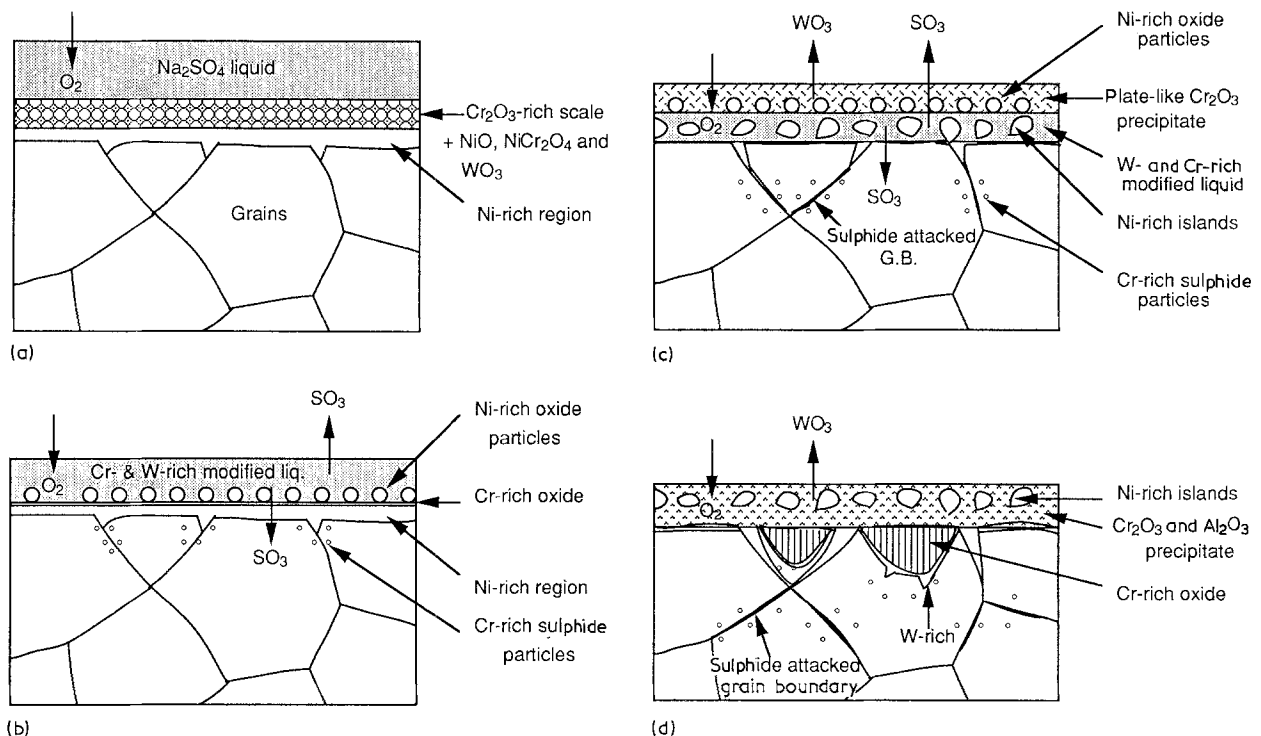 Na₂SO₄ liquid
O₂
Cr₂O₃-rich scale
+ NiO, NiCr₂O₄ and
WO₃
Ni-rich region
Grains
(a)
SO₃
Cr- & W-rich modified liq.
O₂
SO₃
Ni-rich oxide
particles
Cr-rich oxide
Ni-rich region
Cr-rich sulphide
particles
(b)
WO₃
SO₃
O₂
SO₃
Sulphide attacked
G.B.
Ni-rich oxide
particles
Plate-like Cr₂O₃
precipitate
W- and Cr-rich
modified liquid
Ni-rich islands
Cr-rich sulphide
particles
(c)
WO₃
O₂
Ni-rich islands
Cr₂O₃ and Al₂O₃
precipitate
Cr-rich oxide
W-rich
Sulphide attacked
grain boundary
(d)